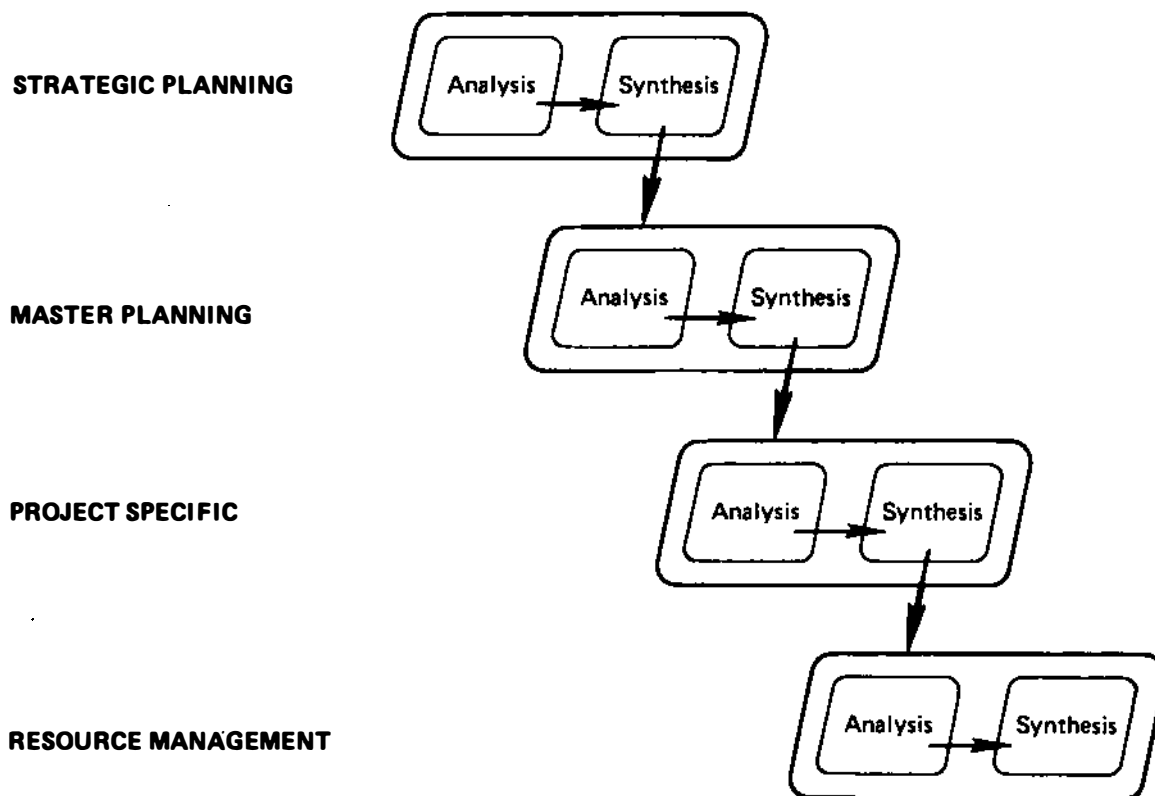 STRATEGIC PLANNING
Analysis
Synthesis
MASTER PLANNING
Analysis
Synthesis
PROJECT SPECIFIC
Analysis
Synthesis
RESOURCE MANAGEMENT
Analysis
Synthesis